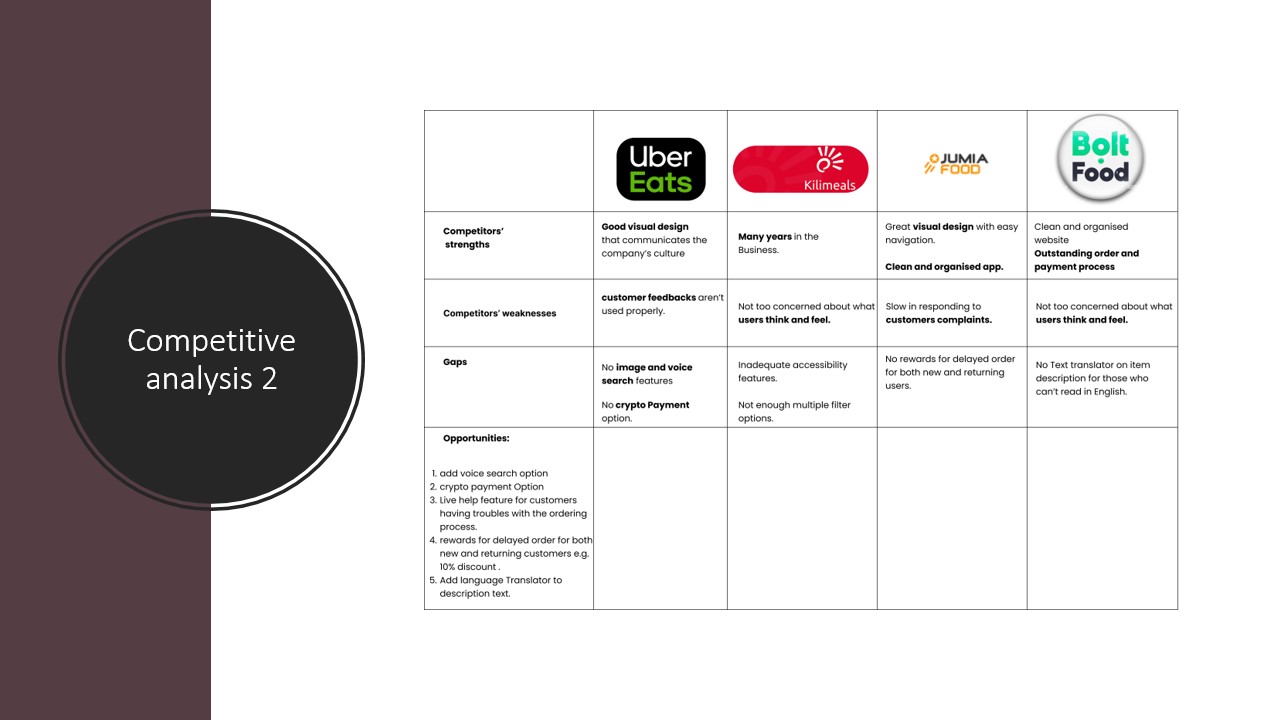 Competitive
analysis 2
Uber
Eats
Kilimeals
JUMIA
FOOD
Bolt
Food
Competitors'
strengths
Good visual design
that communicates the
company's culture
Many years in the
Business.
Great visual design with easy
navigation.
Clean and organised app.
Clean and organised
website
Outstanding order and
payment process
Competitors' weaknesses
customer feedbacks aren't
used properly.
Not too concerned about what
users think and feel.
Slow in responding to
customers complaints.
Not too concerned about what
users think and feel.
Gaps
No image and voice
search features
No crypto Payment
option.
Inadequate accessibility
features.
Not enough multiple filter
options.
No rewards for delayed order
for both new and returning
users.
No Text translator on item
description for those who
can't read in English.
Opportunities:
1. add voice search option
2. crypto payment Option
3. Live help feature for customers
having troubles with the ordering
process.
4. rewards for delayed order for both
new and returning customers e.g.
10% discount .
5. Add language Translator to
description text.